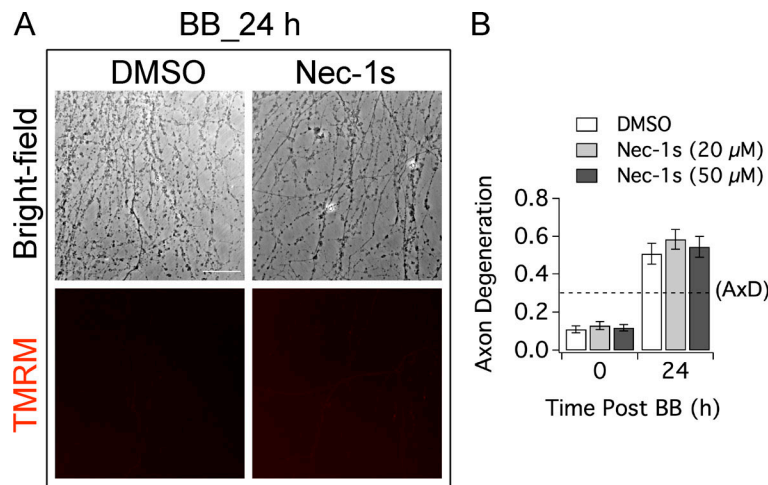 A
BB_24 h
DMSO
Nec-1s
Bright-field
TMRM
B
DMSO
Nec-1s (20 µM)
Nec-1s (50 µM)
Axon Degeneration
0.8
0.6
0.4
0.2
0.0
(AxD)
0
24
Time Post BB (h)